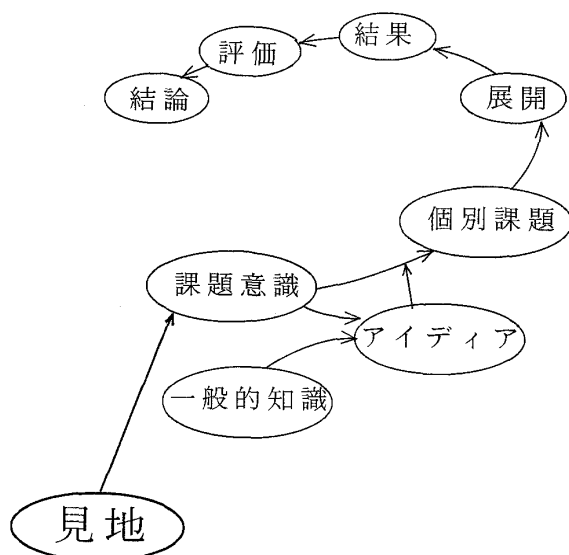 結果
評価
結論
展開
個別課題
課題意識
アイディア
一般的知識
見地